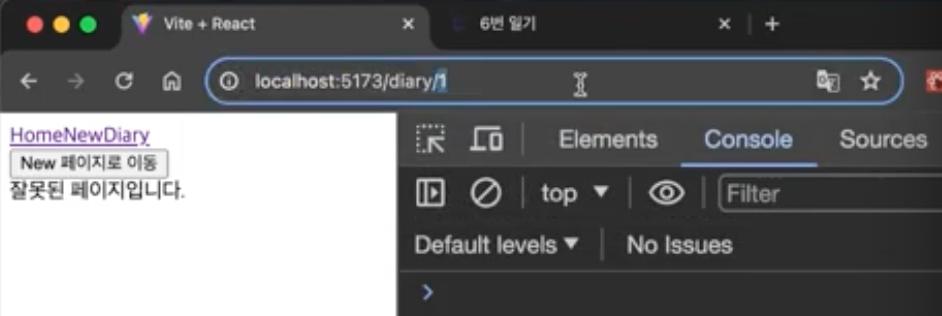 Vite + React
6번 일기
localhost:5173/diary/1
HomeNewDiary
New 페이지로 이동
잘못된 페이지입니다.
Elements Console Sources
top Filter
Default levels No Issues